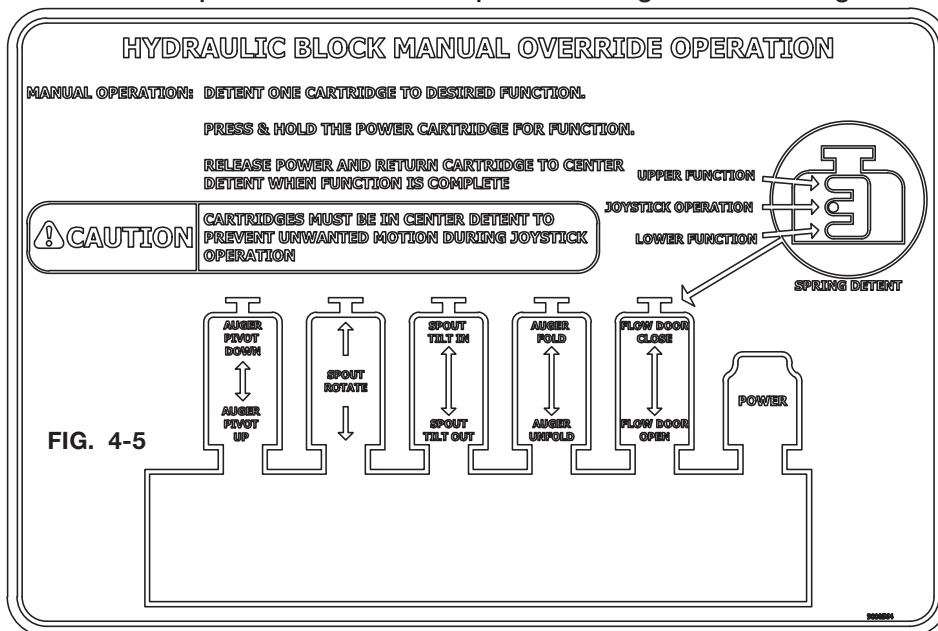 HYDRAULIC BLOCK MANUAL OVERRIDE OPERATION
MANUAL OPERATION: DETENT ONE CARTRIDGE TO DESIRED FUNCTION.
PRESS & HOLD THE POWER CARTRIDGE FOR FUNCTION.
RELEASE POWER AND RETURN CARTRIDGE TO CENTER
DETENT WHEN FUNCTION IS COMPLETE
UPPER FUNCTION
JOYSTICK OPERATION
LOWER FUNCTION
SPRING DETENT
CAUTION
CARTRIDGES MUST BE IN CENTER DETENT TO
PREVENT UNWANTED MOTION DURING JOYSTICK
OPERATION
AUGER
PIVOT
DOWN
AUGER
PIVOT
UP
SPOUT
ROTATE
SPOUT
TILT IN
SPOUT
TILT OUT
AUGER
FOLD
AUGER
UNFOLD
FLOW DOOR
CLOSE
FLOW DOOR
OPEN
POWER
FIG. 4-5